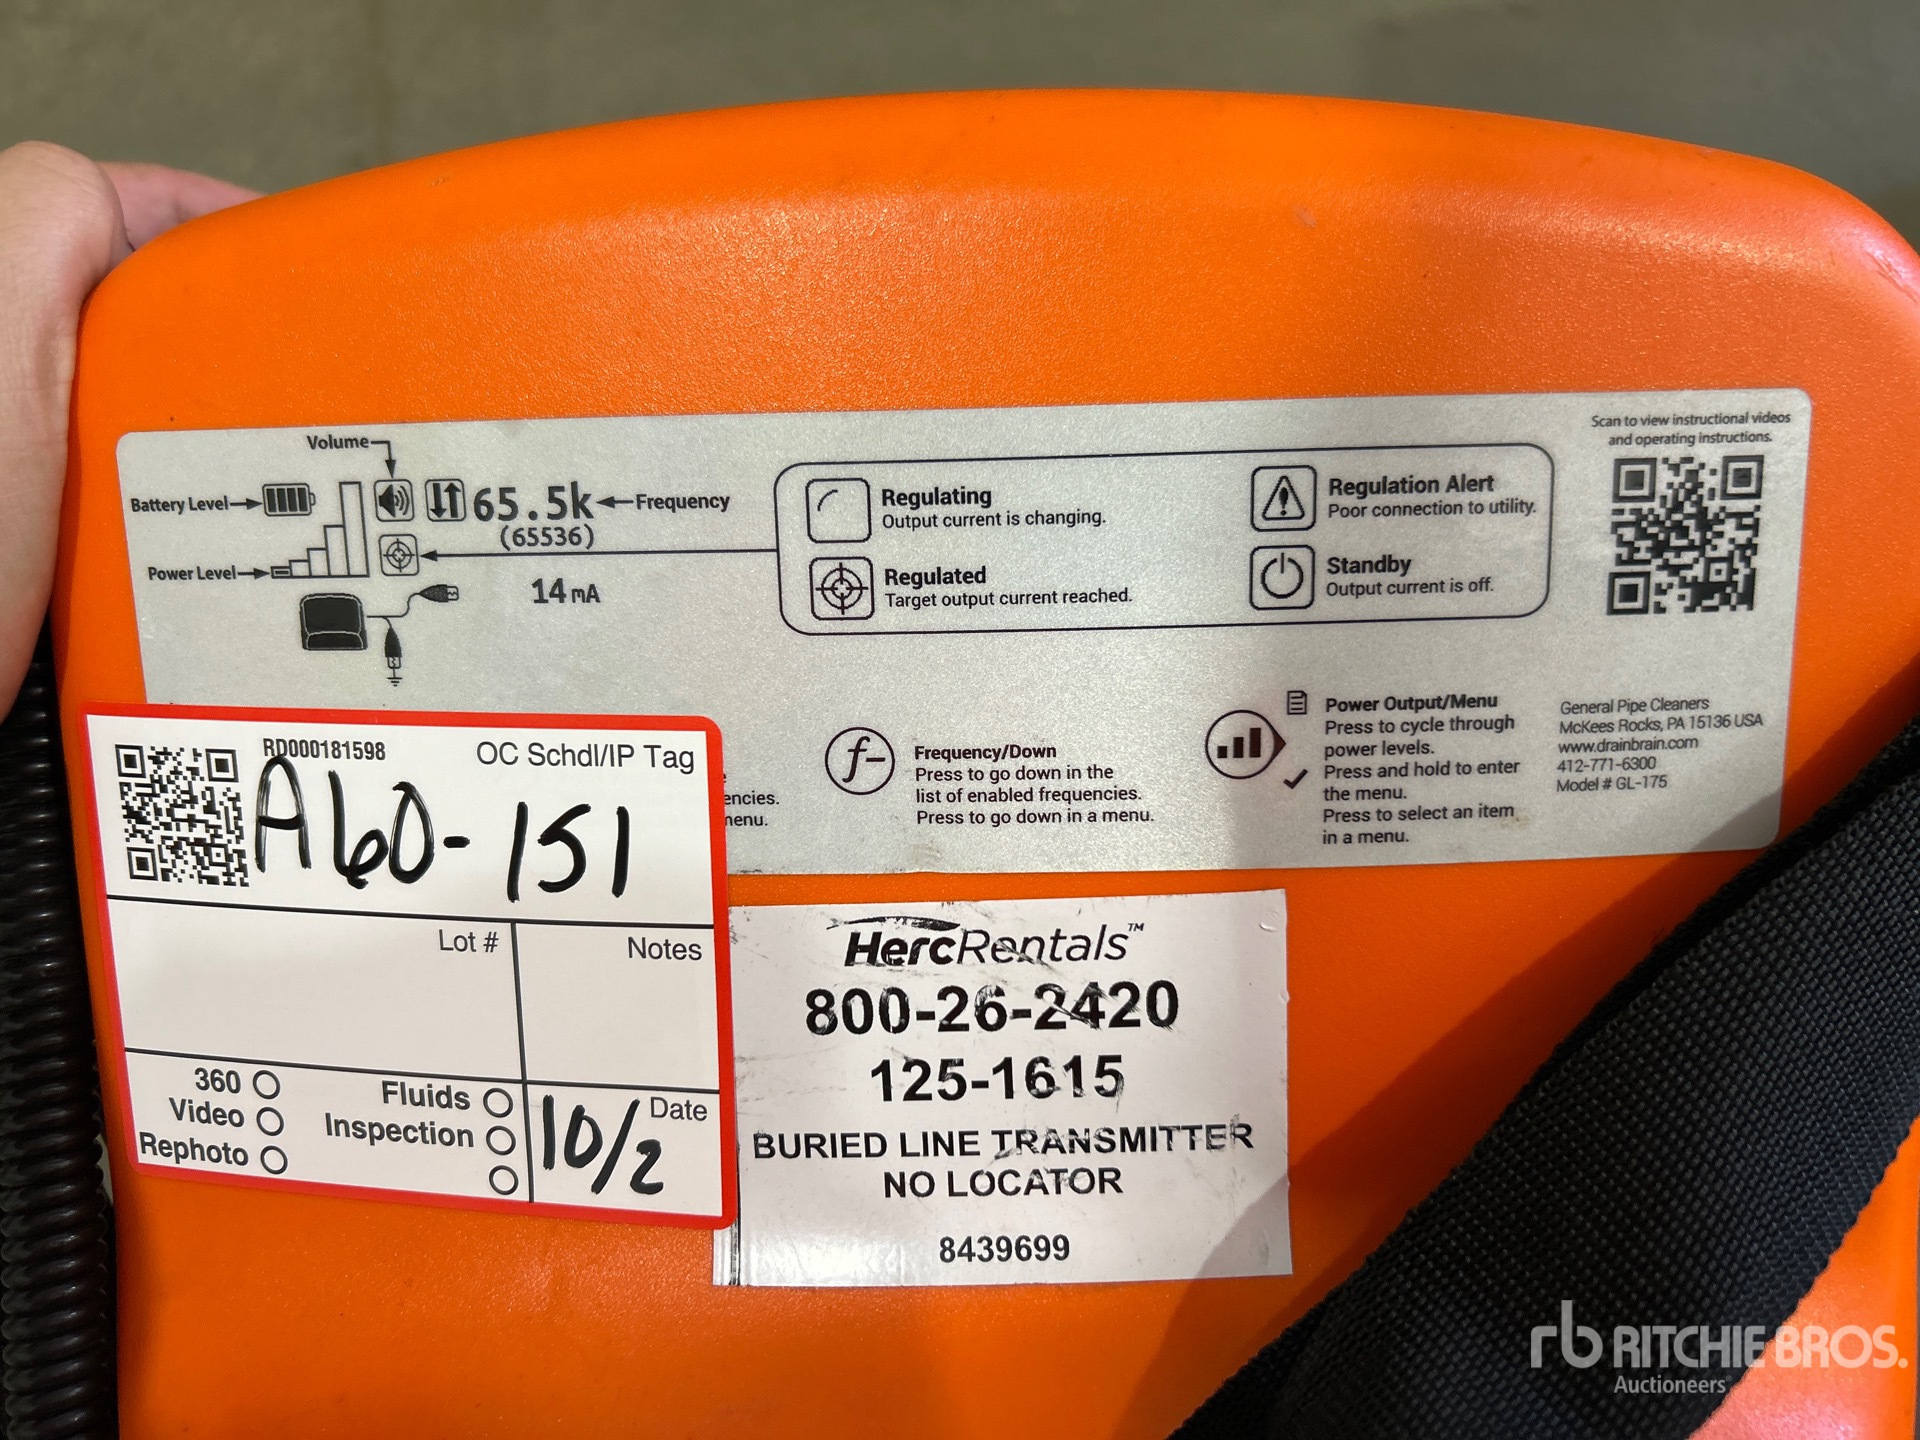 Scan to view instructional videos
and operating instructions.
Volume
Battery Level
65.5k
Frequency
(65536)
Power Level
14 mA
Regulating
Output current is changing.
Regulated
Target output current reached.
Regulation Alert
Poor connection to utility.
Standby
Output current is off.
encies.
nenu.
f-
Frequency/Down
Press to go down in the
list of enabled frequencies.
Press to go down in a menu.
Power Output/Menu
Press to cycle through
power levels.
Press and hold to enter
the menu.
Press to select an item
in a menu.
General Pipe Cleaners
McKees Rocks, PA 15136 USA
www.drainbrain.com
412-771-6300
Model # GL-175
RD000181598
OC Schdl/IP Tag
A60-151
Lot #
Notes
360
Video
Rephoto
Fluids
Inspection
Date
10/2
HercRentals™
800-26-2420
125-1615
BURIED LINE TRANSMITTER
NO LOCATOR
8439699
rb RITCHIE BROS.
Auctioneers